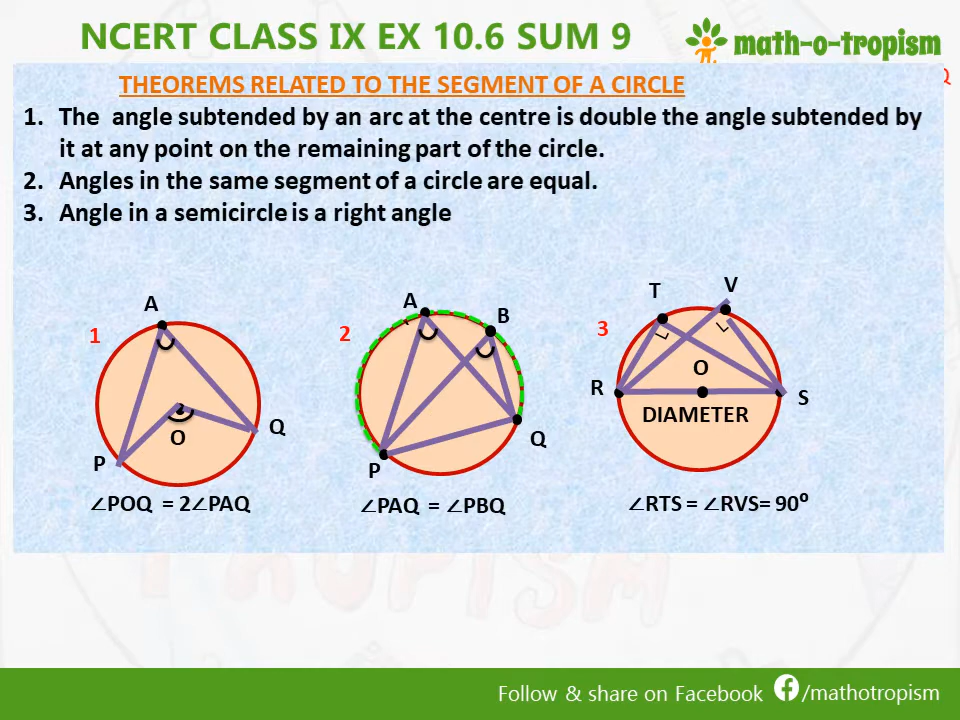 NCERT CLASS IX EX 10.6 SUM 9
math-o-tropism
THEOREMS RELATED TO THE SEGMENT OF A CIRCLE
Q
1. The angle subtended by an arc at the centre is double the angle subtended by
it at any point on the remaining part of the circle.
2. Angles in the same segment of a circle are equal.
3. Angle in a semicircle is a right angle
1
A
O
P
Q
2
A
B
P
Q
3
T
V
R
O
S
DIAMETER
∠POQ = 2∠PAQ
∠PAQ = ∠PBQ
∠RTS = ∠RVS= 90⁰
Follow & share on Facebook /mathotropism